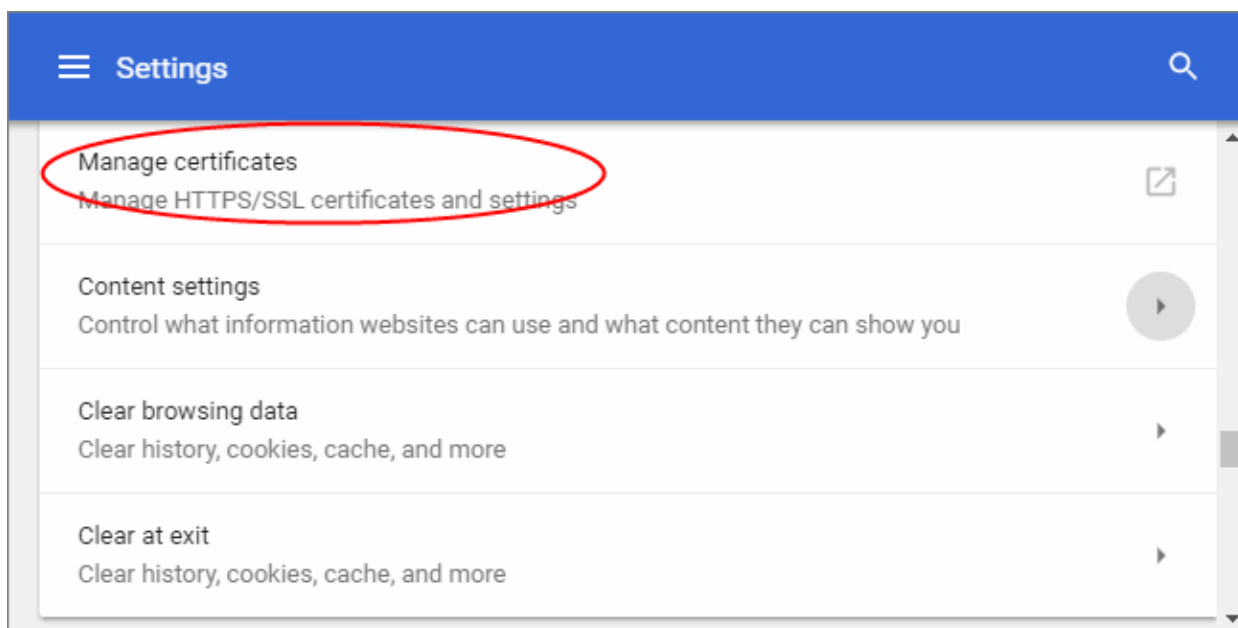 Settings
Manage certificates
Manage HTTPS/SSL certificates and settings
Content settings
Control what information websites can use and what content they can show you
Clear browsing data
Clear history, cookies, cache, and more
Clear at exit
Clear history, cookies, cache, and more